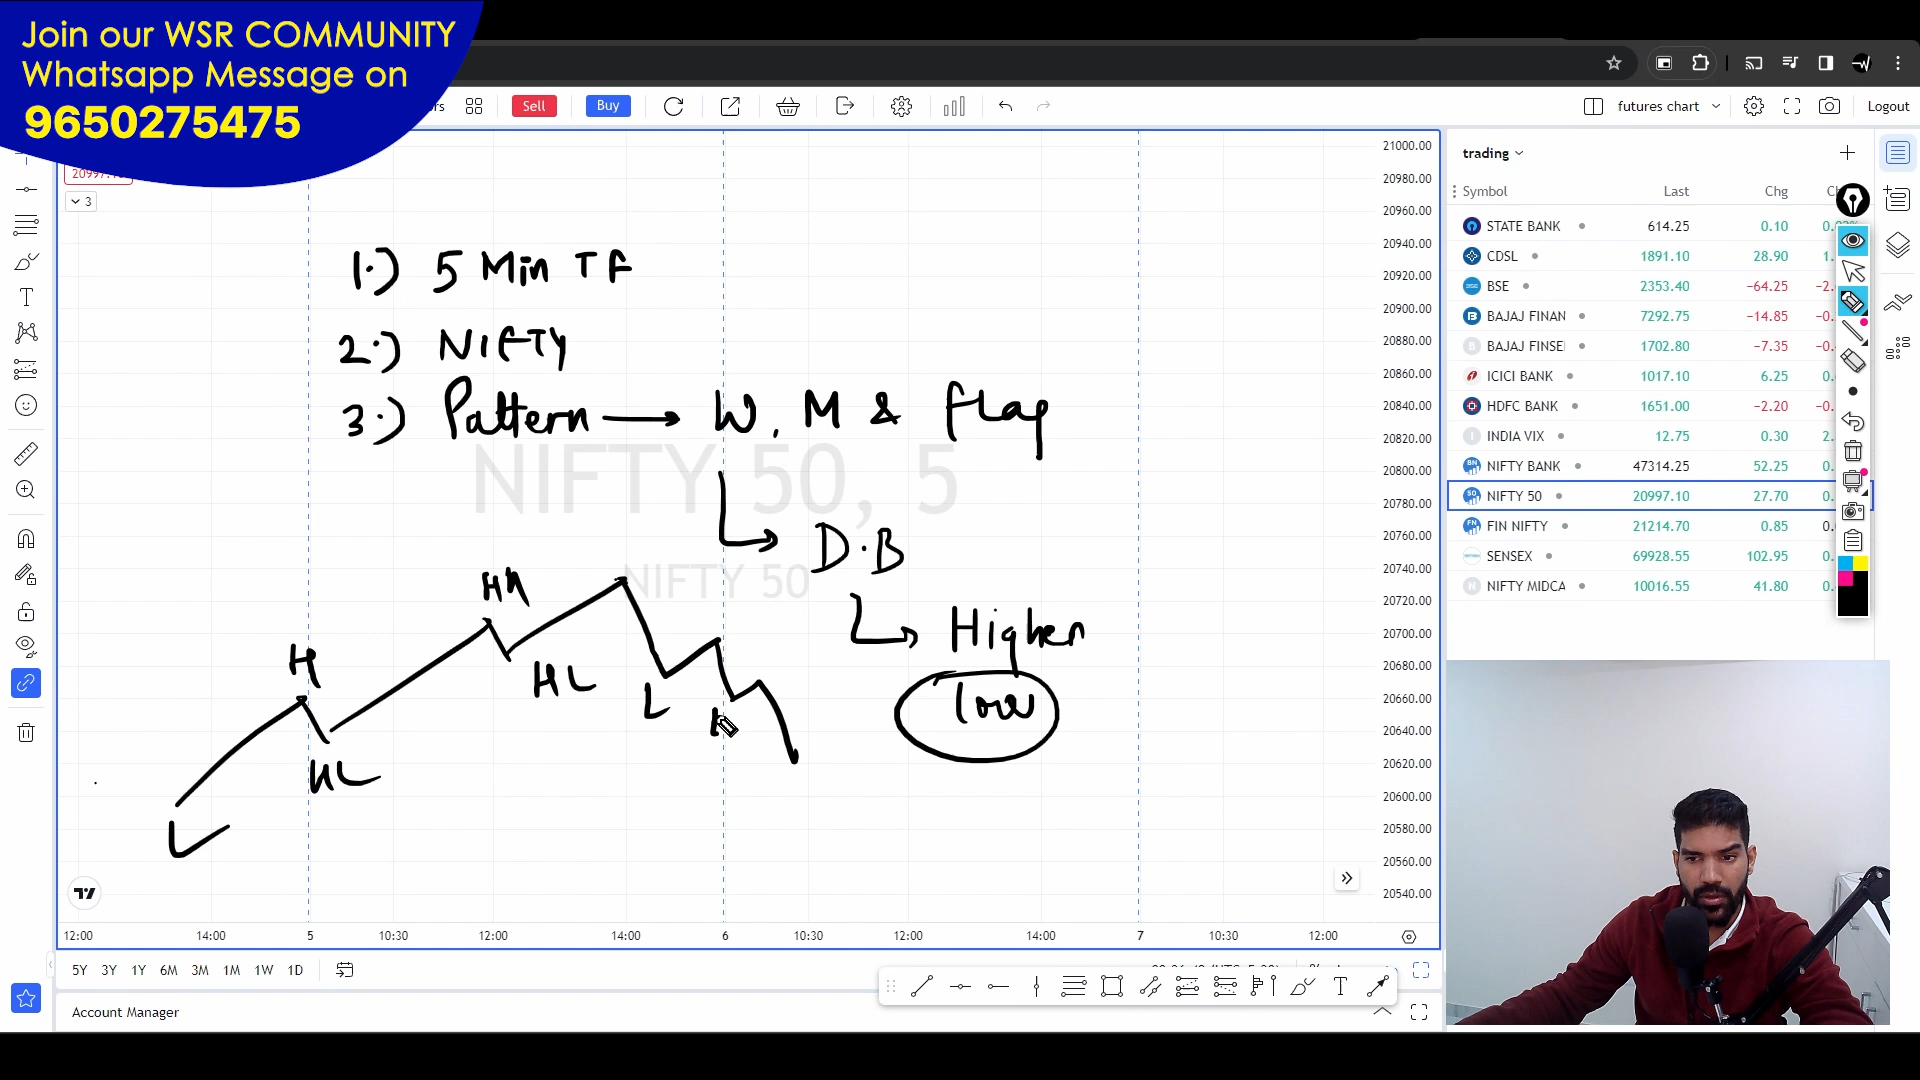 Join our WSR COMMUNITY
Whatsapp Message on
9650275475
Sell
Buy
futures chart
Logout
3
1.) 5 Min TF
2.) NIFTY
3.) Pattern → W, M & flag
NIFTY 50, 5
NIFTY 50
D.B
Higher
low
H
HL
HH
HL
L
L
21000.00
20980.00
20960.00
20940.00
20920.00
20900.00
20880.00
20860.00
20840.00
20820.00
20800.00
20780.00
20760.00
20740.00
20720.00
20700.00
20680.00
20660.00
20640.00
20620.00
20600.00
20580.00
20560.00
20540.00
12:00 14:00 5 10:30 12:00 14:00 6 10:30 12:00 14:00 7 10:30 12:00
5Y 3Y 1Y 6M 3M 1M 1W 1D
Account Manager
trading
Symbol Last Chg
STATE BANK 614.25 0.10
CDSL 1891.10 28.90
BSE 2353.40 −64.25
BAJAJ FINAN 7292.75 −14.85
BAJAJ FINSE 1702.80 −7.35
ICICI BANK 1017.10 6.25
HDFC BANK 1651.00 −2.20
INDIA VIX 12.75 0.30
NIFTY BANK 47314.25 52.25
NIFTY 50 20997.10 27.70
FIN NIFTY 21214.70 0.85
SENSEX 69928.55 102.95
NIFTY MIDCA 10016.55 41.80